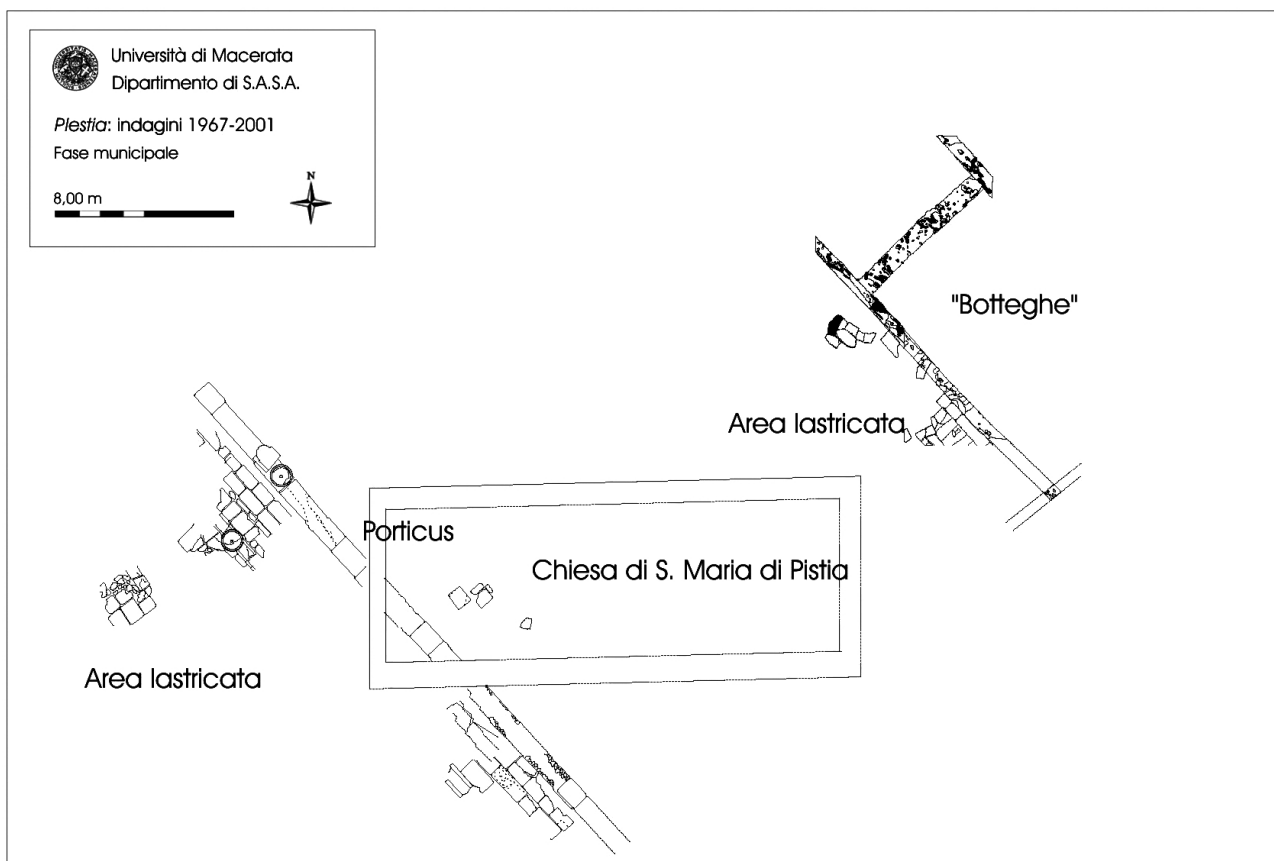 Università di Macerata
Dipartimento di S.A.S.A.
Plestia: indagini 1967-2001
Fase municipale
8,00 m
N
"Botteghe"
Area lastricata
Porticus
Chiesa di S. Maria di Pistia
Area lastricata